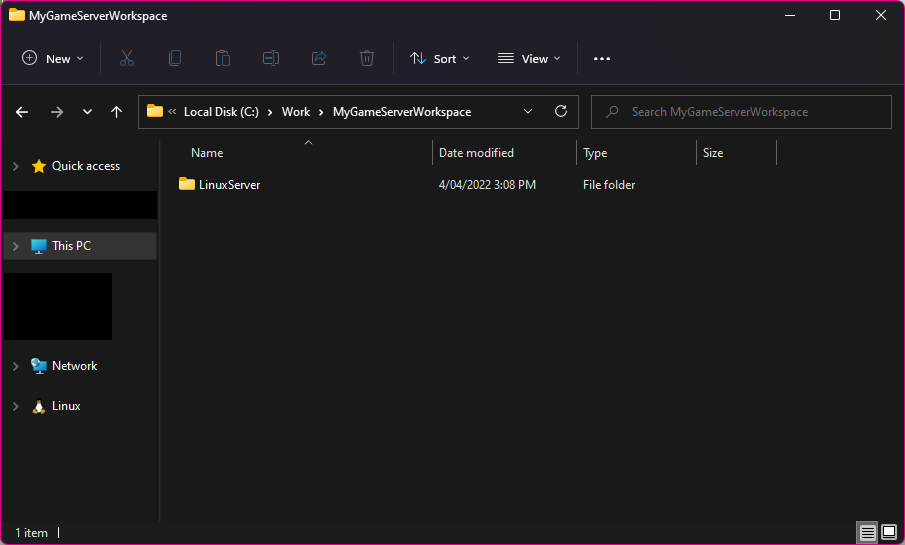 MyGameServerWorkspace
New Sort View
Local Disk (C:) Work MyGameServerWorkspace Search MyGameServerWorkspace
Name Date modified Type Size
Quick access
LinuxServer 4/04/2022 3:08 PM File folder
This PC
Network
Linux
1 item